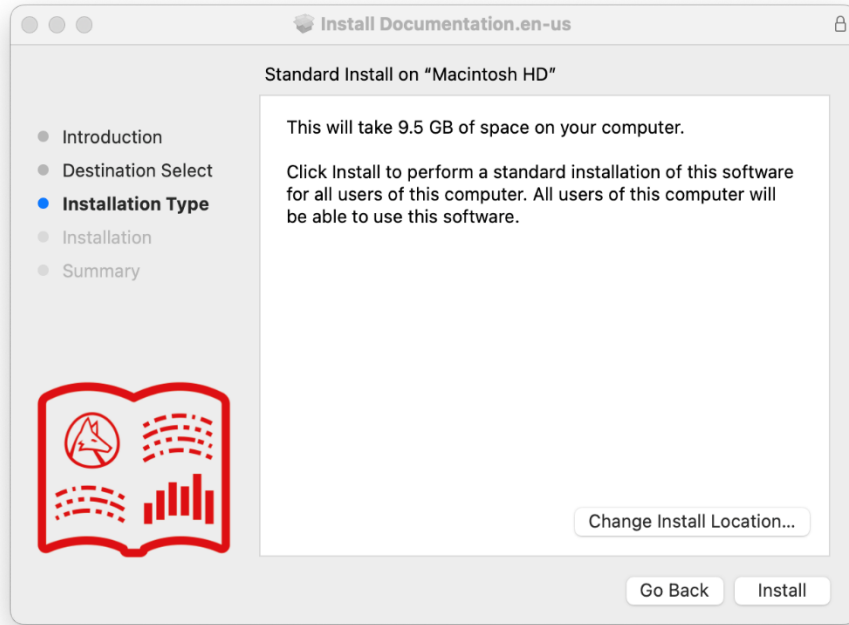 Install Documentation.en-us
Standard Install on “Macintosh HD”
Introduction
Destination Select
Installation Type
Installation
Summary
This will take 9.5 GB of space on your computer.
Click Install to perform a standard installation of this software
for all users of this computer. All users of this computer will
be able to use this software.
Change Install Location...
Go Back
Install